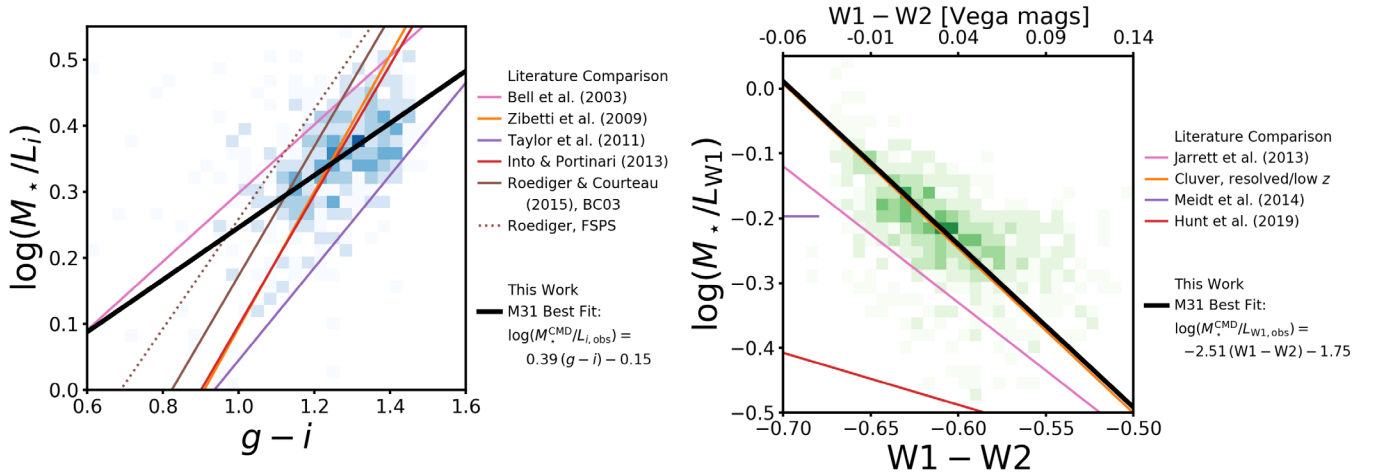 0.5
0.4
0.3
0.2
0.1
0.0
log(M⋆/Li)
0.6 0.8 1.0 1.2 1.4 1.6
g − i
Literature Comparison
Bell et al. (2003)
Zibetti et al. (2009)
Taylor et al. (2011)
Into & Portinari (2013)
Roediger & Courteau
(2015), BC03
Roediger, FSPS
This Work
M31 Best Fit:
log(M⋆^CMD/L_i,obs) =
0.39 (g − i) − 0.15
W1 − W2 [Vega mags]
-0.06 -0.01 0.04 0.09 0.14
0.0
−0.1
−0.2
−0.3
−0.4
−0.5
log(M⋆/L_W1)
−0.70 −0.65 −0.60 −0.55 −0.50
W1 − W2
Literature Comparison
Jarrett et al. (2013)
Cluver, resolved/low z
Meidt et al. (2014)
Hunt et al. (2019)
This Work
M31 Best Fit:
log(M⋆^CMD/L_W1,obs) =
−2.51 (W1 − W2) − 1.75